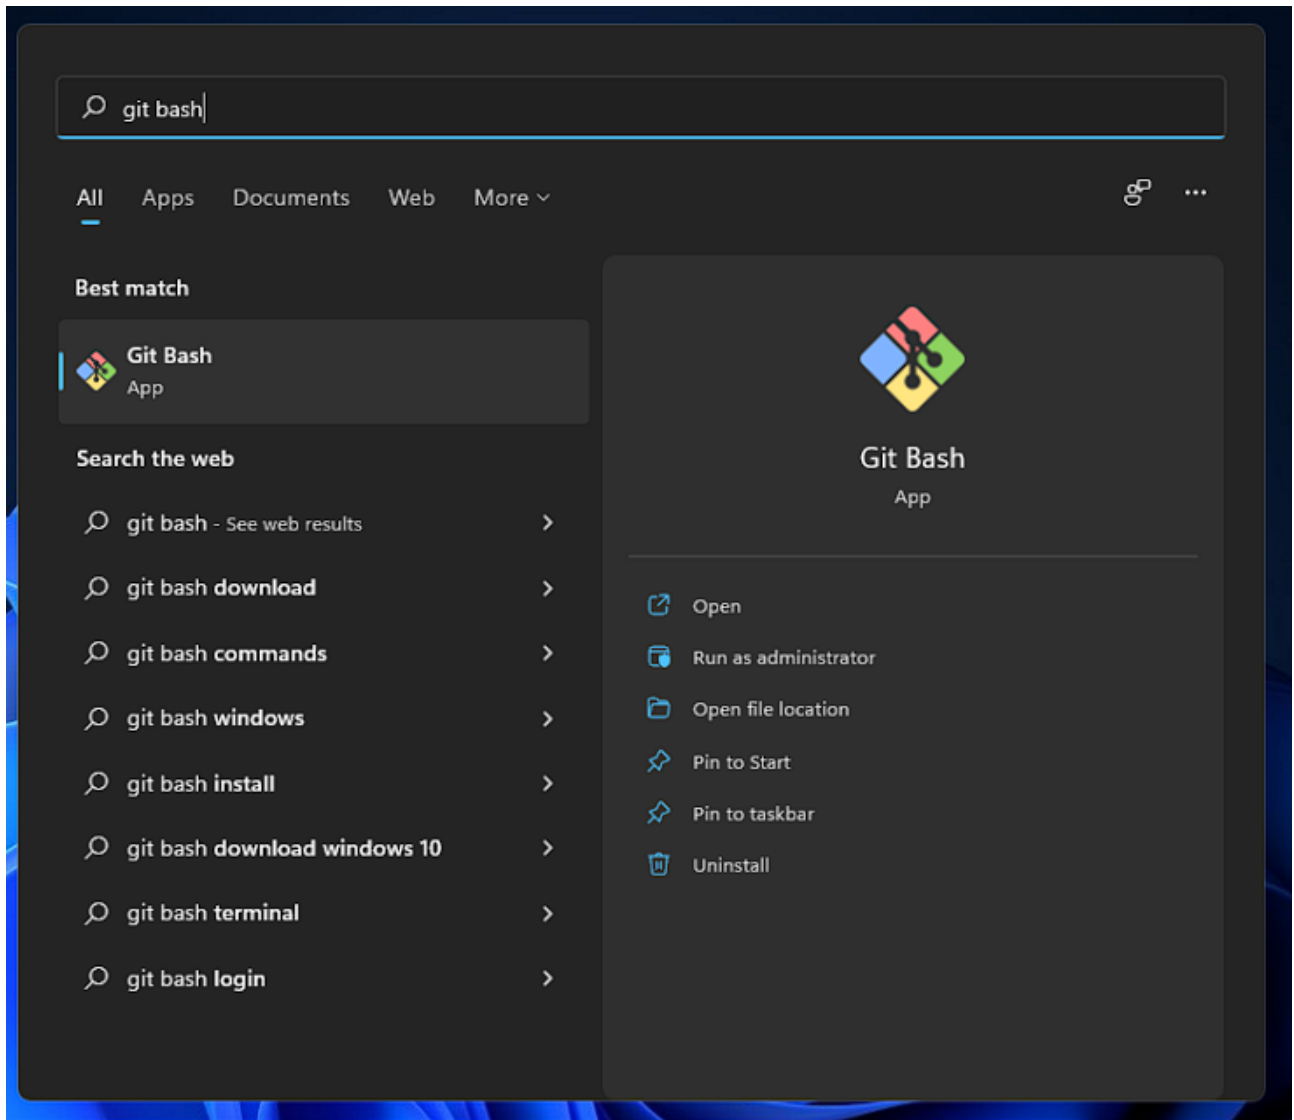 git bash
All Apps Documents Web More
Best match
Git Bash
App
Search the web
git bash - See web results
git bash download
git bash commands
git bash windows
git bash install
git bash download windows 10
git bash terminal
git bash login
Git Bash
App
Open
Run as administrator
Open file location
Pin to Start
Pin to taskbar
Uninstall